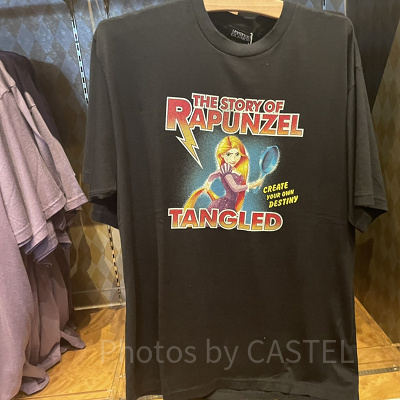 THE STORY OF
RAPUNZEL
CREATE
YOUR OWN
DESTINY
TANGLED
Photos by CASTEL